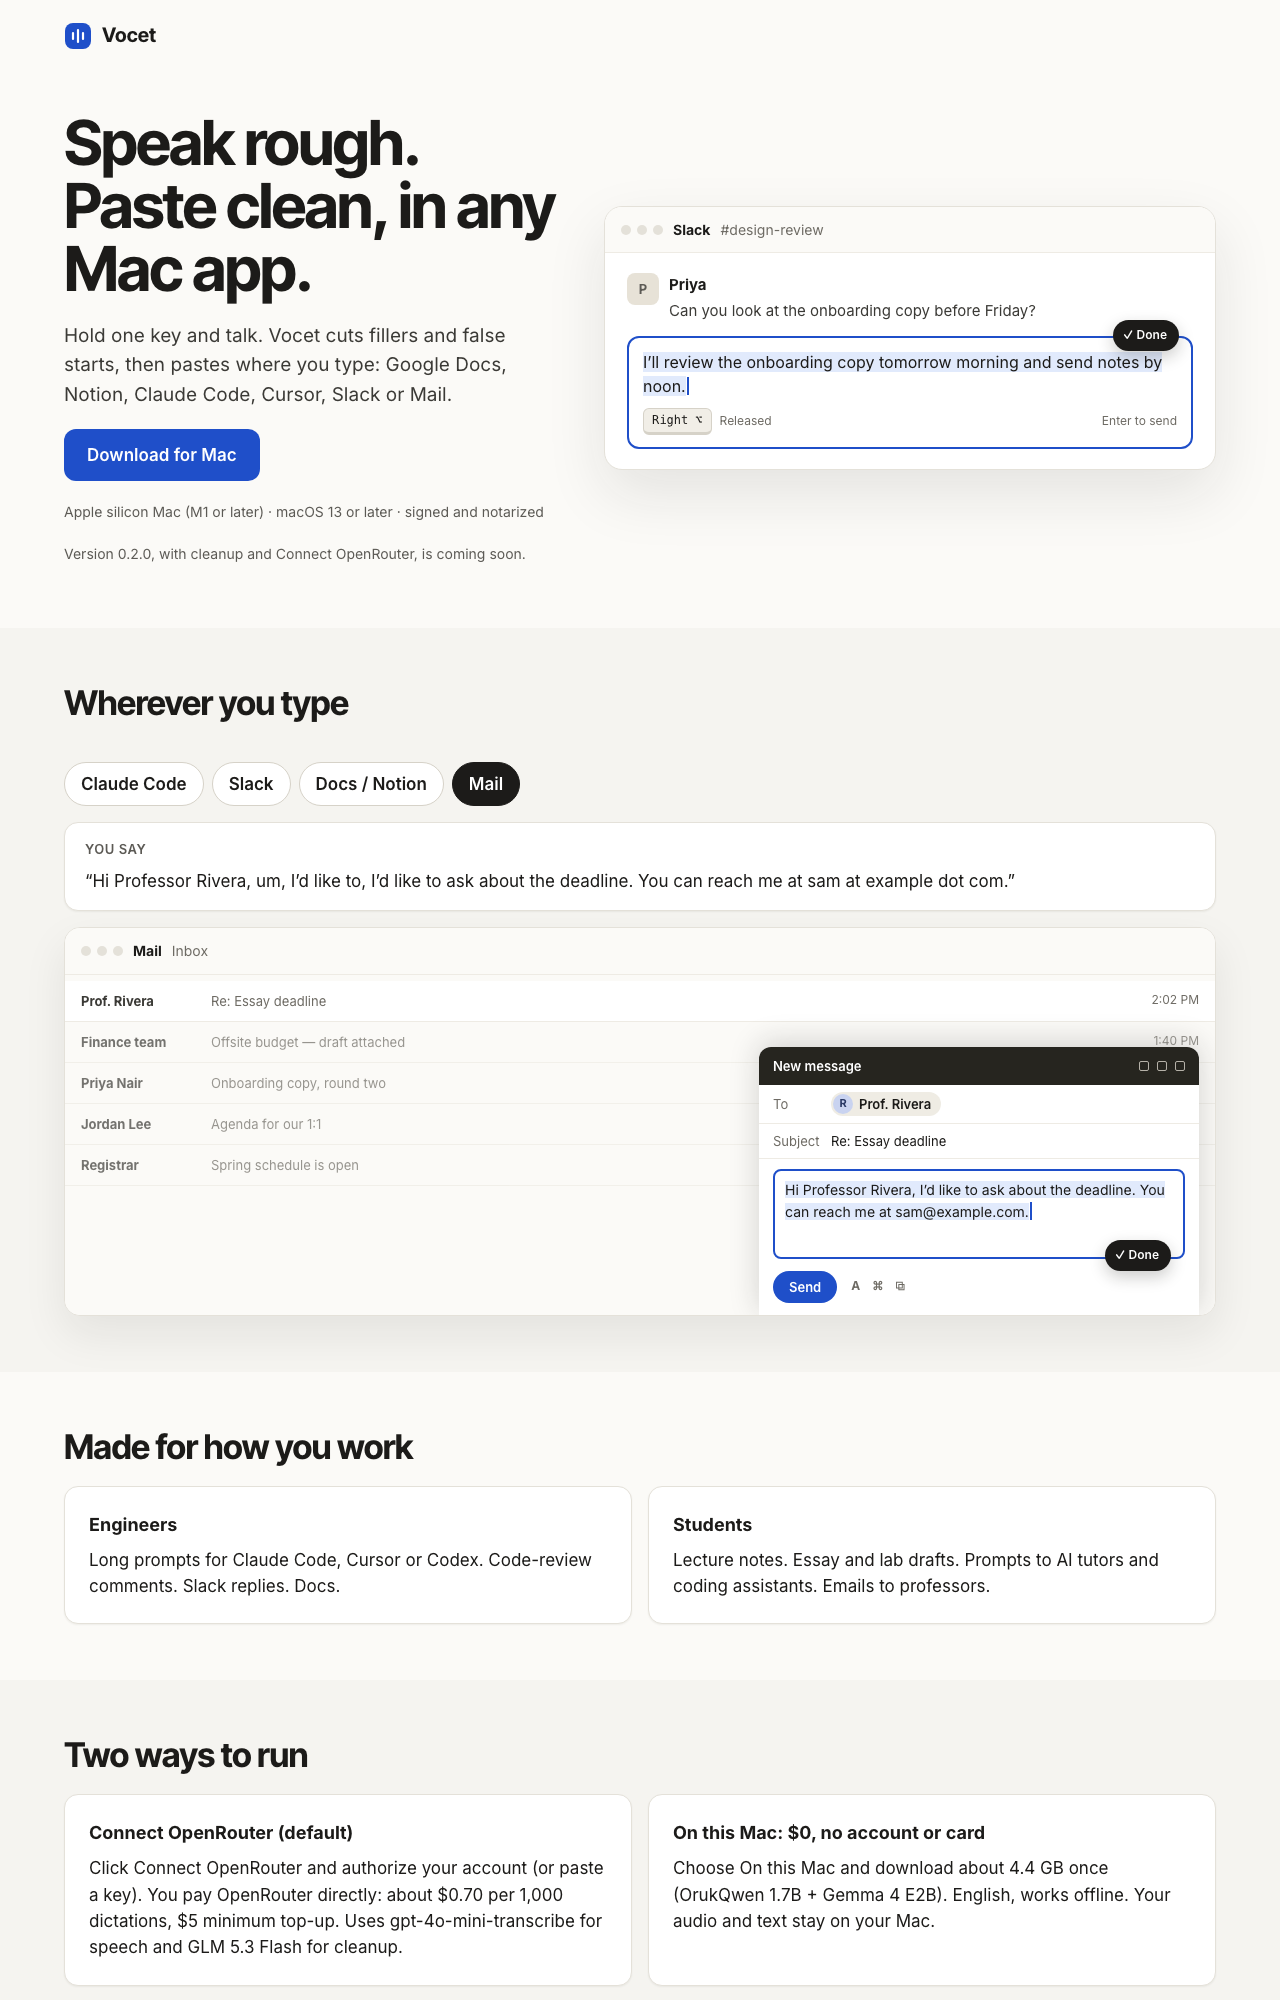 Vocet
Speak rough.
Paste clean, in any
Mac app.
Hold one key and talk. Vocet cuts fillers and false
starts, then pastes where you type: Google Docs,
Notion, Claude Code, Cursor, Slack or Mail.
Download for Mac
Apple silicon Mac (M1 or later) · macOS 13 or later · signed and notarized
Version 0.2.0, with cleanup and Connect OpenRouter, is coming soon.
Slack #design-review
P
Priya
Can you look at the onboarding copy before Friday?
✓ Done
I’ll review the onboarding copy tomorrow morning and send notes by
noon.
Right ⌥ Released Enter to send
Wherever you type
Claude Code Slack Docs / Notion Mail
YOU SAY
“Hi Professor Rivera, um, I’d like to, I’d like to ask about the deadline. You can reach me at sam at example dot com.”
Mail Inbox
Prof. Rivera Re: Essay deadline 2:02 PM
Finance team Offsite budget — draft attached 1:40 PM
Priya Nair Onboarding copy, round two
Jordan Lee Agenda for our 1:1
Registrar Spring schedule is open
New message
To R Prof. Rivera
Subject Re: Essay deadline
Hi Professor Rivera, I’d like to ask about the deadline. You
can reach me at sam@example.com.
✓ Done
Send A ⌘ ⧉
Made for how you work
Engineers
Long prompts for Claude Code, Cursor or Codex. Code-review
comments. Slack replies. Docs.
Students
Lecture notes. Essay and lab drafts. Prompts to AI tutors and
coding assistants. Emails to professors.
Two ways to run
Connect OpenRouter (default)
Click Connect OpenRouter and authorize your account (or paste
a key). You pay OpenRouter directly: about $0.70 per 1,000
dictations, $5 minimum top-up. Uses gpt-4o-mini-transcribe for
speech and GLM 5.3 Flash for cleanup.
On this Mac: $0, no account or card
Choose On this Mac and download about 4.4 GB once
(OrukQwen 1.7B + Gemma 4 E2B). English, works offline. Your
audio and text stay on your Mac.